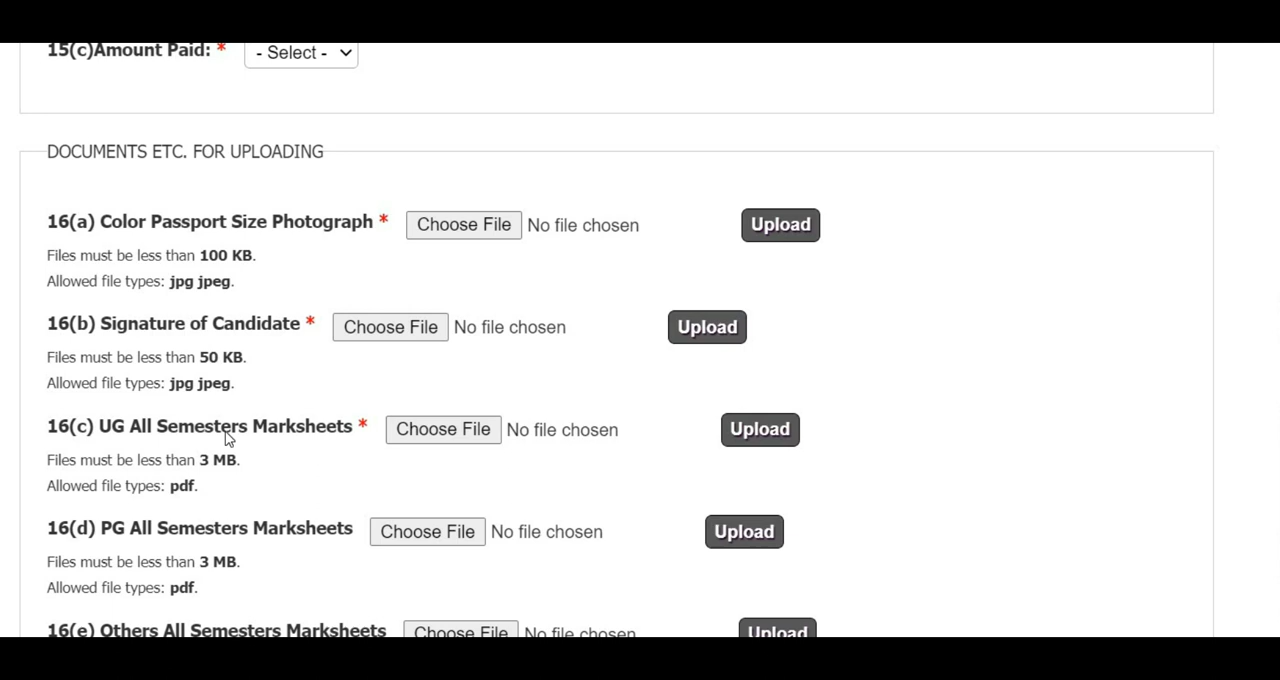 15(c)Amount Paid: * - Select -
DOCUMENTS ETC. FOR UPLOADING
16(a) Color Passport Size Photograph * Choose File No file chosen Upload
Files must be less than 100 KB.
Allowed file types: jpg jpeg.
16(b) Signature of Candidate * Choose File No file chosen Upload
Files must be less than 50 KB.
Allowed file types: jpg jpeg.
16(c) UG All Semesters Marksheets * Choose File No file chosen Upload
Files must be less than 3 MB.
Allowed file types: pdf.
16(d) PG All Semesters Marksheets Choose File No file chosen Upload
Files must be less than 3 MB.
Allowed file types: pdf.
16(e) Others All Semesters Marksheets Choose File No file chosen Upload